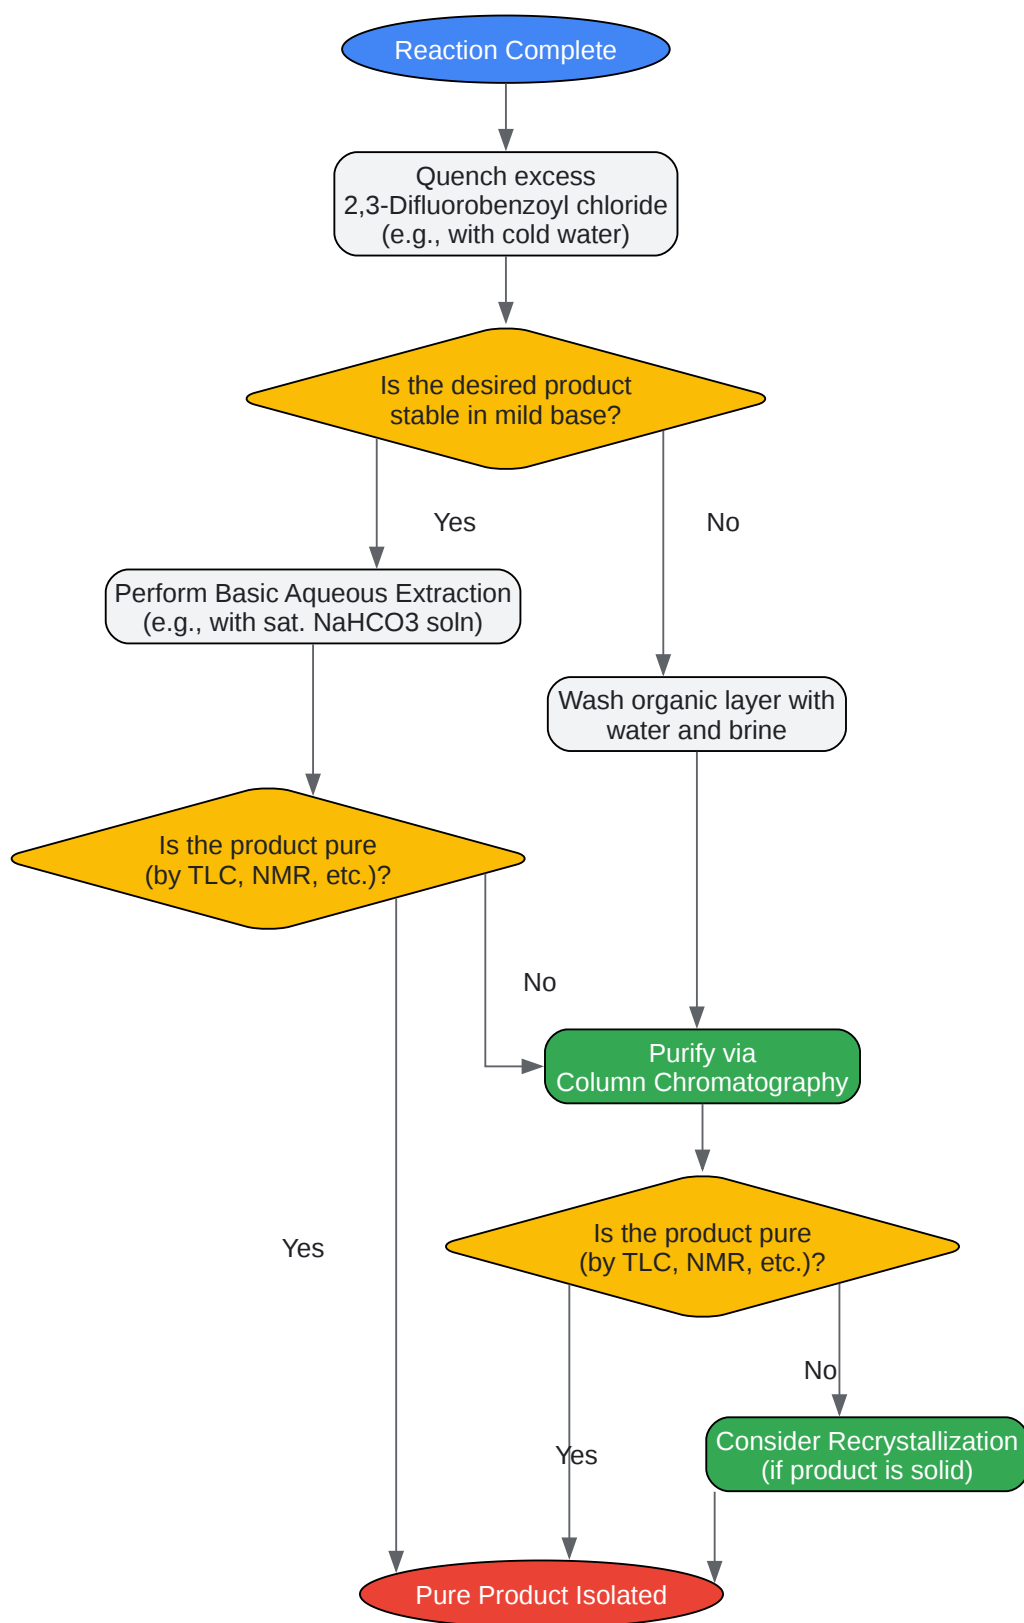 Reaction Complete
Quench excess
2,3-Difluorobenzoyl chloride
(e.g., with cold water)
Is the desired product
stable in mild base?
Yes
No
Perform Basic Aqueous Extraction
(e.g., with sat. NaHCO3 soln)
Wash organic layer with
water and brine
Is the product pure
(by TLC, NMR, etc.)?
No
Purify via
Column Chromatography
Yes
Is the product pure
(by TLC, NMR, etc.)?
No
Yes
Consider Recrystallization
(if product is solid)
Pure Product Isolated